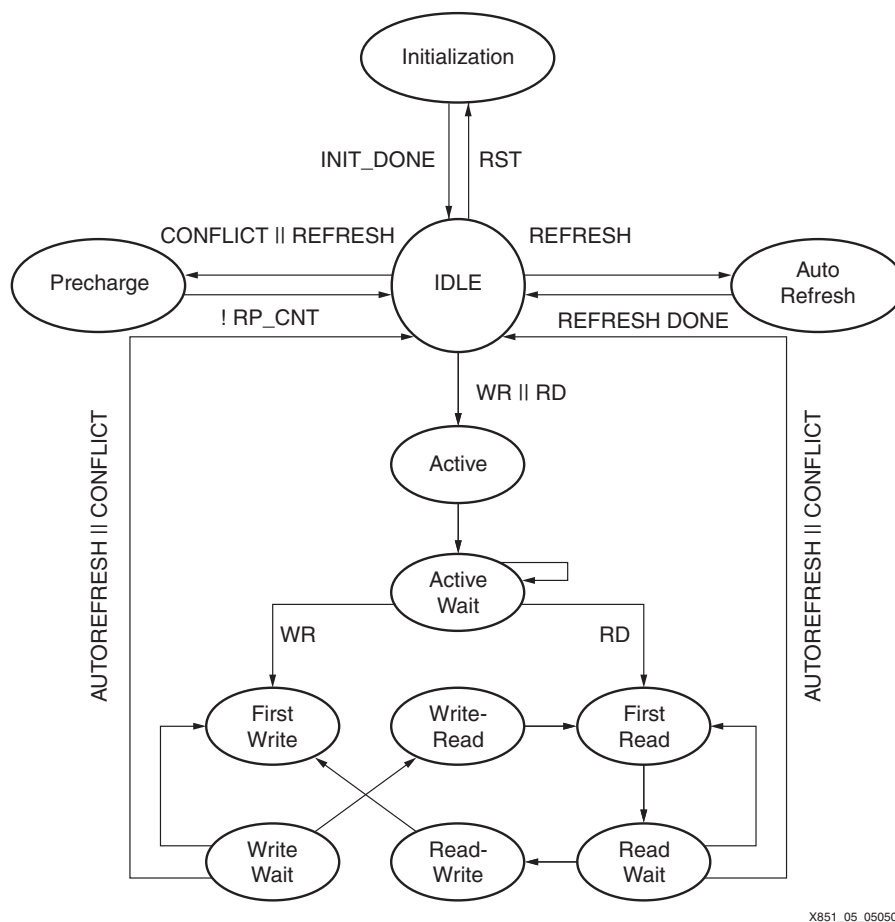 Initialization
INIT_DONE
RST
CONFLICT || REFRESH
REFRESH
Precharge
IDLE
Auto
Refresh
! RP_CNT
REFRESH DONE
WR || RD
AUTOREFRESH || CONFLICT
AUTOREFRESH || CONFLICT
Active
Active
Wait
WR
RD
First
Write
Write-
Read
First
Read
Write
Wait
Read-
Write
Read
Wait
X851_05_05050